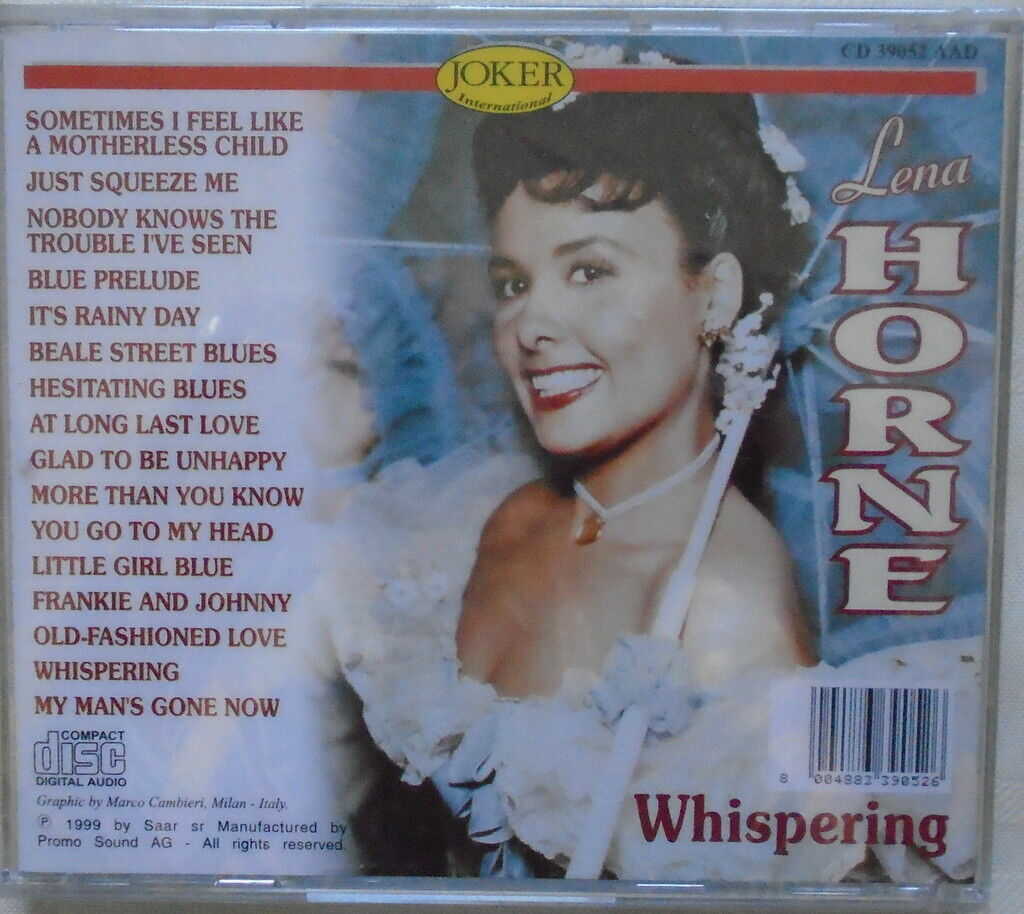 CD 39052 AAD
JOKER
International
SOMETIMES I FEEL LIKE
A MOTHERLESS CHILD
JUST SQUEEZE ME
NOBODY KNOWS THE
TROUBLE I'VE SEEN
BLUE PRELUDE
IT'S RAINY DAY
BEALE STREET BLUES
HESITATING BLUES
AT LONG LAST LOVE
GLAD TO BE UNHAPPY
MORE THAN YOU KNOW
YOU GO TO MY HEAD
LITTLE GIRL BLUE
FRANKIE AND JOHNNY
OLD-FASHIONED LOVE
WHISPERING
MY MAN'S GONE NOW
COMPACT
disc
DIGITAL AUDIO
Graphic by Marco Cambieri, Milan - Italy.
℗ 1999 by Saar sr Manufactured by
Promo Sound AG - All rights reserved.
Lena
HORNE
8 004883 390526
Whispering